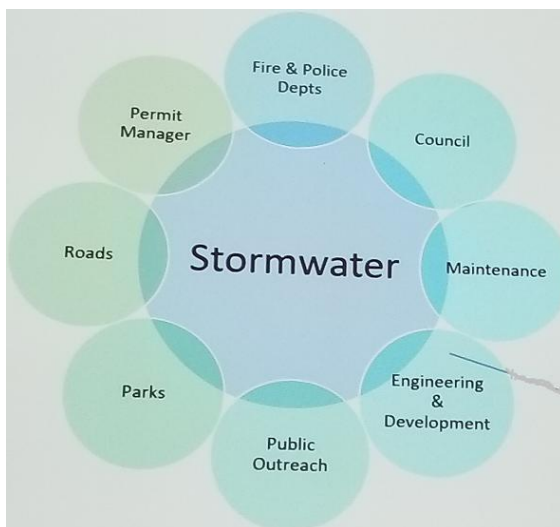 Fire & Police
Depts
Council
Maintenance
Engineering
&
Development
Public
Outreach
Parks
Roads
Permit
Manager
Stormwater